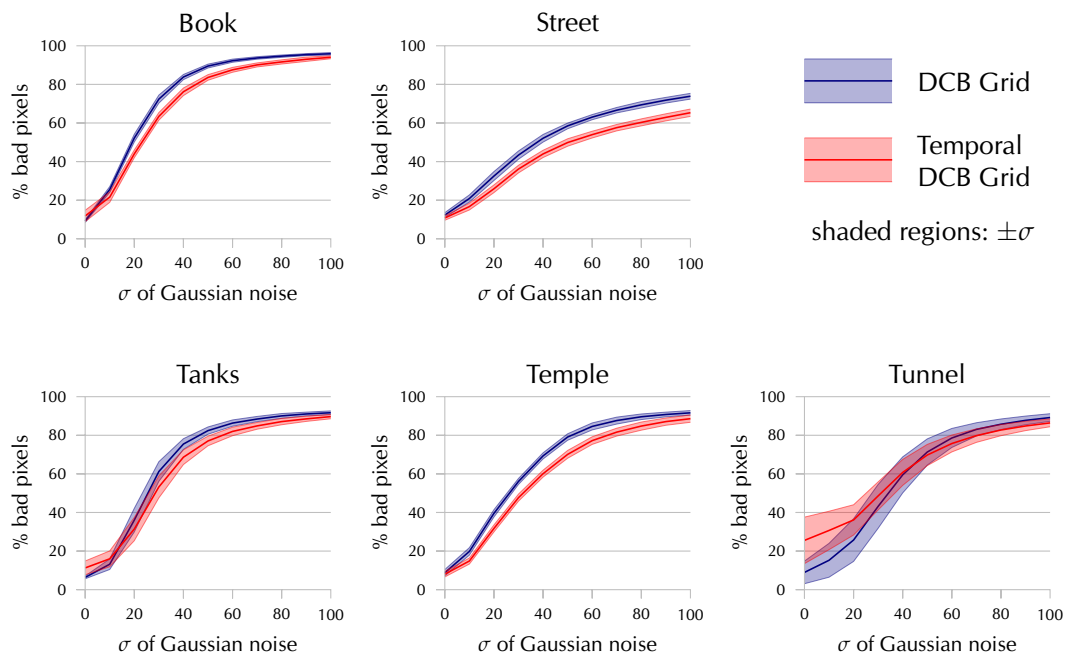 Book
% bad pixels
100
80
60
40
20
0
0 20 40 60 80 100
σ of Gaussian noise
Street
% bad pixels
100
80
60
40
20
0
0 20 40 60 80 100
σ of Gaussian noise
DCB Grid
Temporal
DCB Grid
shaded regions: ±σ
Tanks
% bad pixels
100
80
60
40
20
0
0 20 40 60 80 100
σ of Gaussian noise
Temple
% bad pixels
100
80
60
40
20
0
0 20 40 60 80 100
σ of Gaussian noise
Tunnel
% bad pixels
100
80
60
40
20
0
0 20 40 60 80 100
σ of Gaussian noise